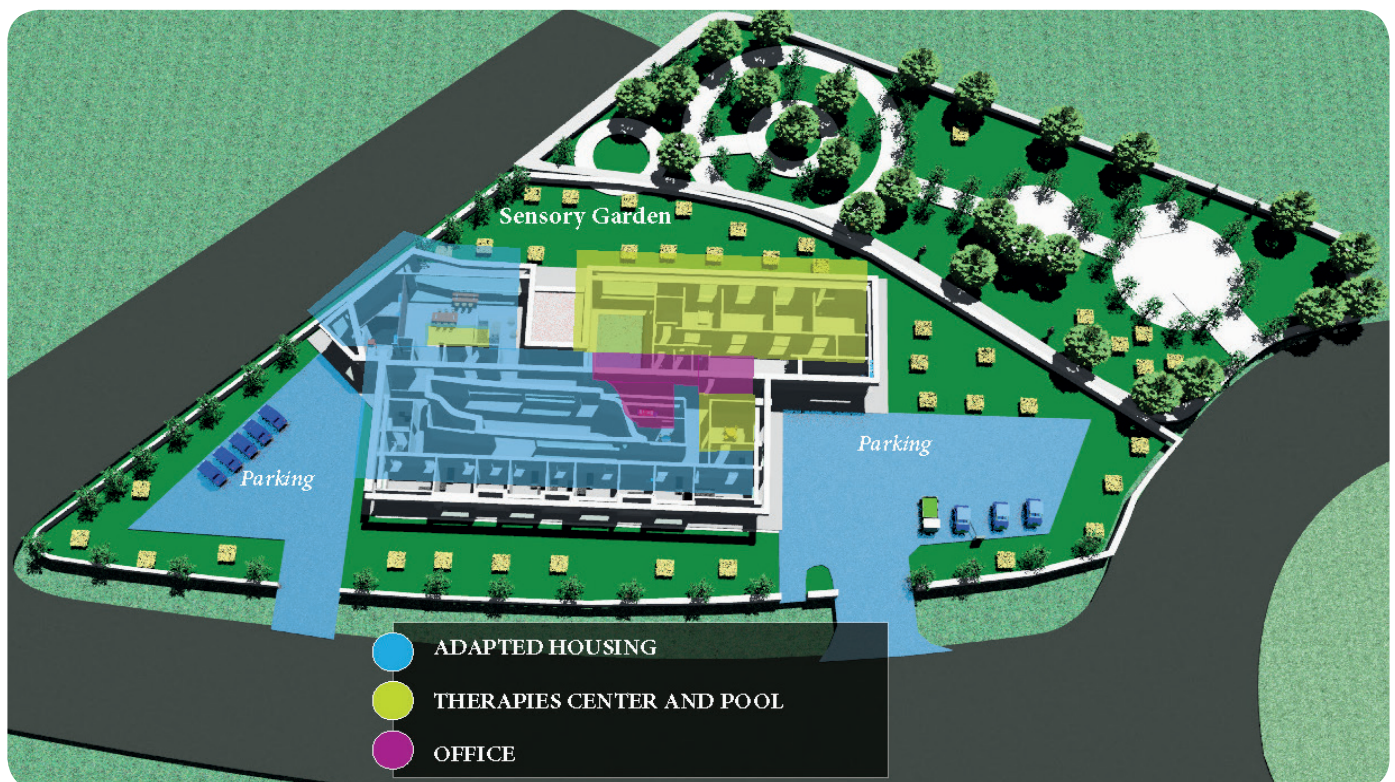 Sensory Garden
Parking
Parking
ADAPTED HOUSING
THERAPIES CENTER AND POOL
OFFICE